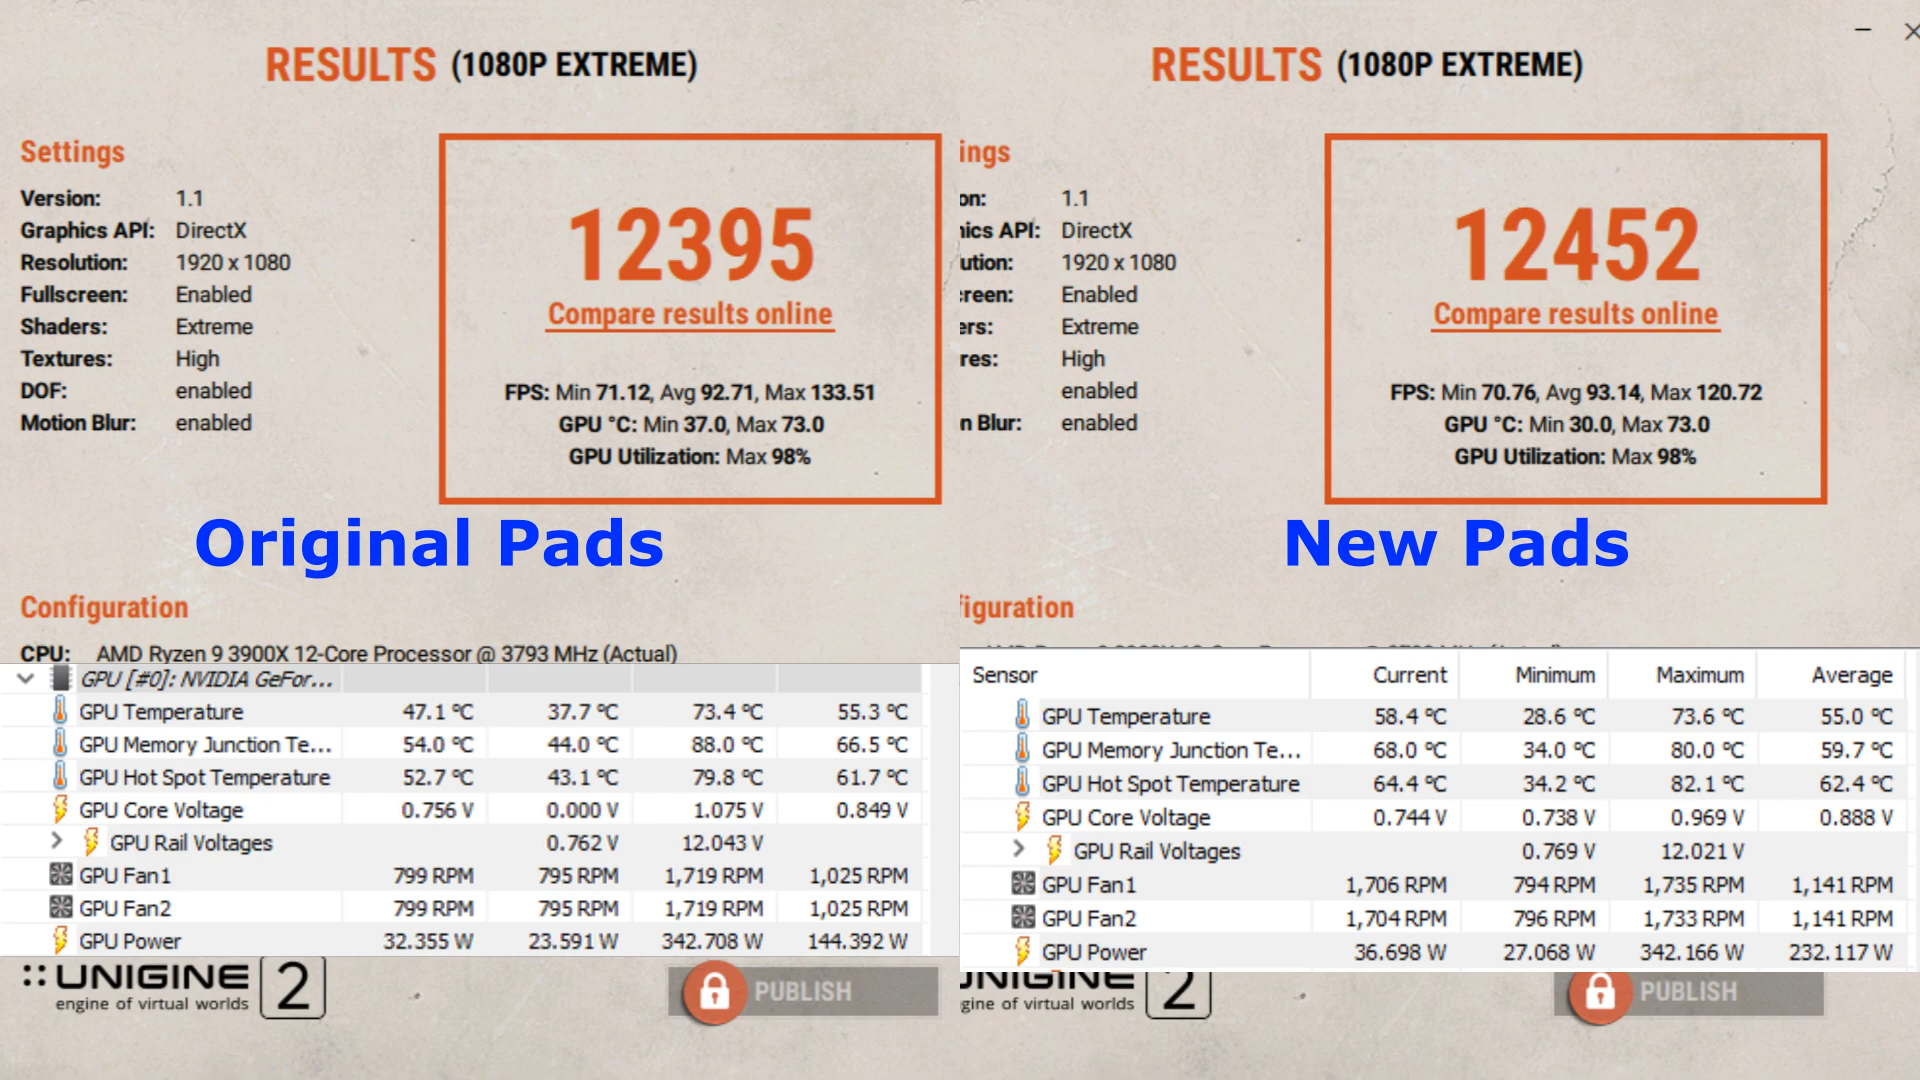 RESULTS (1080P EXTREME)
Settings
Version: 1.1
Graphics API: DirectX
Resolution: 1920 x 1080
Fullscreen: Enabled
Shaders: Extreme
Textures: High
DOF: enabled
Motion Blur: enabled
12395
Compare results online
FPS: Min 71.12, Avg 92.71, Max 133.51
GPU °C: Min 37.0, Max 73.0
GPU Utilization: Max 98%
Original Pads
Configuration
CPU: AMD Ryzen 9 3900X 12-Core Processor @ 3793 MHz (Actual)
GPU [#0]: NVIDIA GeFor...
GPU Temperature 47.1 °C 37.7 °C 73.4 °C 55.3 °C
GPU Memory Junction Te... 54.0 °C 44.0 °C 88.0 °C 66.5 °C
GPU Hot Spot Temperature 52.7 °C 43.1 °C 79.8 °C 61.7 °C
GPU Core Voltage 0.756 V 0.000 V 1.075 V 0.849 V
GPU Rail Voltages 0.762 V 12.043 V
GPU Fan1 799 RPM 795 RPM 1,719 RPM 1,025 RPM
GPU Fan2 799 RPM 795 RPM 1,719 RPM 1,025 RPM
GPU Power 32.355 W 23.591 W 342.708 W 144.392 W
UNIGINE 2
engine of virtual worlds
PUBLISH
RESULTS (1080P EXTREME)
ings
on: 1.1
ics API: DirectX
ution: 1920 x 1080
reen: Enabled
ers: Extreme
res: High
enabled
n Blur: enabled
12452
Compare results online
FPS: Min 70.76, Avg 93.14, Max 120.72
GPU °C: Min 30.0, Max 73.0
GPU Utilization: Max 98%
New Pads
figuration
Sensor Current Minimum Maximum Average
GPU Temperature 58.4 °C 28.6 °C 73.6 °C 55.0 °C
GPU Memory Junction Te... 68.0 °C 34.0 °C 80.0 °C 59.7 °C
GPU Hot Spot Temperature 64.4 °C 34.2 °C 82.1 °C 62.4 °C
GPU Core Voltage 0.744 V 0.738 V 0.969 V 0.888 V
GPU Rail Voltages 0.769 V 12.021 V
GPU Fan1 1,706 RPM 794 RPM 1,735 RPM 1,141 RPM
GPU Fan2 1,704 RPM 796 RPM 1,733 RPM 1,141 RPM
GPU Power 36.698 W 27.068 W 342.166 W 232.117 W
UNIGINE 2
gine of virtual worlds
PUBLISH